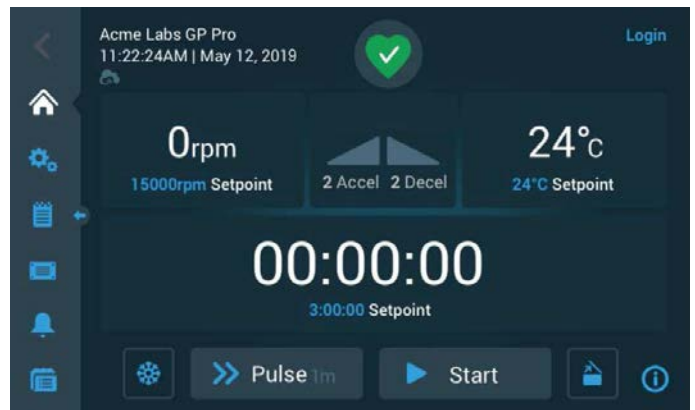 Acme Labs GP Pro
Login
11:22:24AM | May 12, 2019
0rpm
24°C
15000rpm Setpoint
2 Accel 2 Decel
24°C Setpoint
00:00:00
3:00:00 Setpoint
Pulse 1m
Start